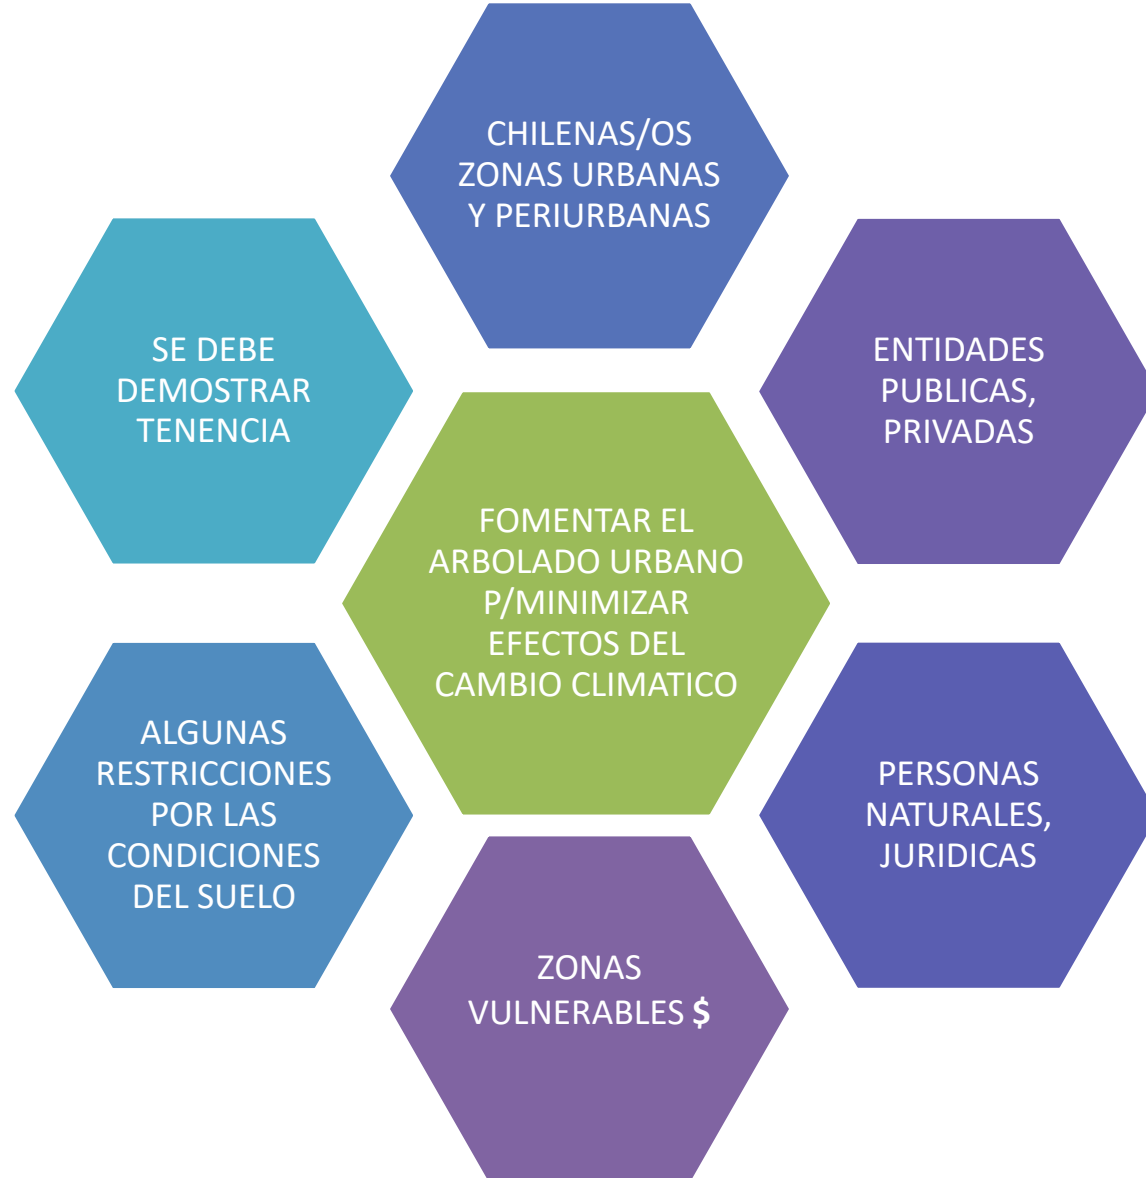 CHILENAS/OS
ZONAS URBANAS
Y PERIURBANAS
ENTIDADES
PUBLICAS,
PRIVADAS
PERSONAS
NATURALES,
JURIDICAS
ZONAS
VULNERABLES $
ALGUNAS
RESTRICCIONES
POR LAS
CONDICIONES
DEL SUELO
SE DEBE
DEMOSTRAR
TENENCIA
FOMENTAR EL
ARBOLADO URBANO
P/MINIMIZAR
EFECTOS DEL
CAMBIO CLIMATICO